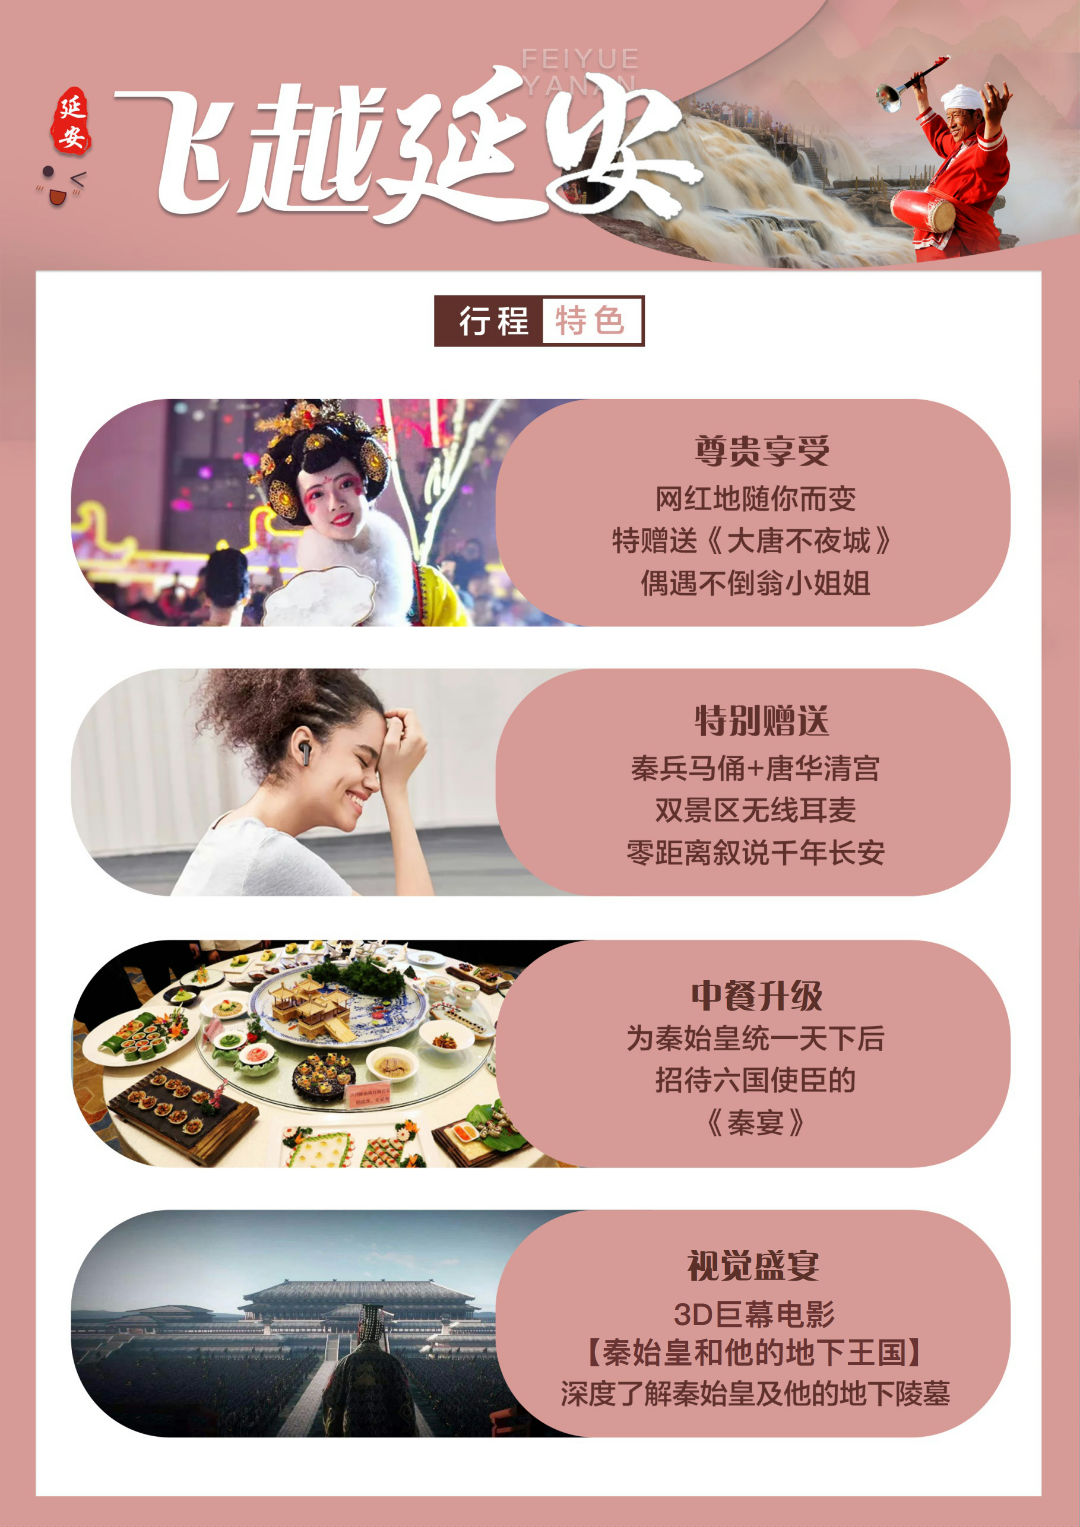 FEIYUE
YANAN
延安
飞越延安
行程特色
尊贵享受
网红地随你而变
特赠送《大唐不夜城》
偶遇不倒翁小姐姐
特别赠送
秦兵马俑+唐华清宫
双景区无线耳麦
零距离叙说千年长安
中餐升级
为秦始皇统一天下后
招待六国使臣的
《秦宴》
视觉盛宴
3D巨幕电影
【秦始皇和他的地下王国】
深度了解秦始皇及他的地下陵墓